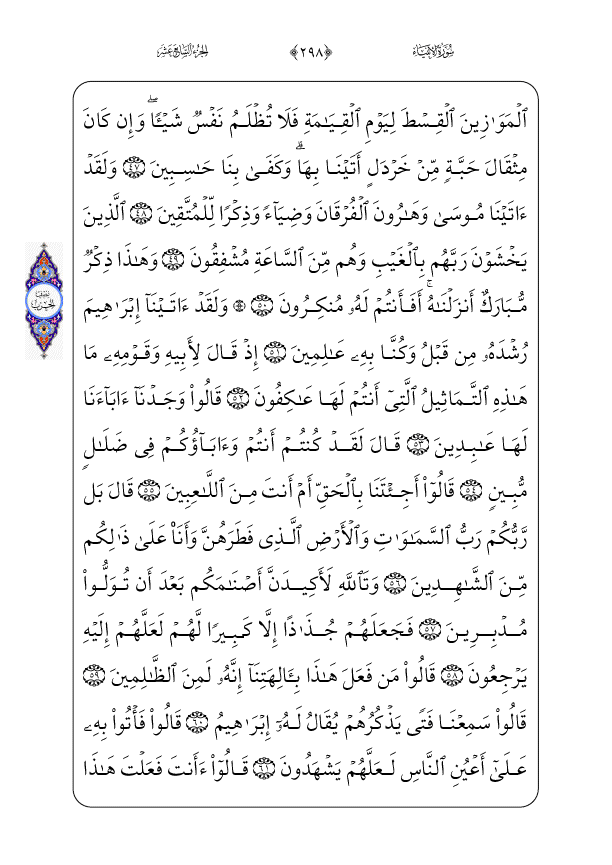 سُورَةُ الأَنبِيَاءِ ﴿٢٩٨﴾ الجُزْءُ السَّابِعَ عَشَرَ
ٱلْمَوَٰزِينَ ٱلْقِسْطَ لِيَوْمِ ٱلْقِيَٰمَةِ فَلَا تُظْلَمُ نَفْسٌ شَيْـًٔا ۖ وَإِن كَانَ
مِثْقَالَ حَبَّةٍ مِّنْ خَرْدَلٍ أَتَيْنَا بِهَا ۗ وَكَفَىٰ بِنَا حَٰسِبِينَ ۝٤٧ وَلَقَدْ
ءَاتَيْنَا مُوسَىٰ وَهَٰرُونَ ٱلْفُرْقَانَ وَضِيَآءً وَذِكْرًا لِّلْمُتَّقِينَ ۝٤٨ ٱلَّذِينَ
يَخْشَوْنَ رَبَّهُم بِٱلْغَيْبِ وَهُم مِّنَ ٱلسَّاعَةِ مُشْفِقُونَ ۝٤٩ وَهَٰذَا ذِكْرٌ
مُّبَارَكٌ أَنزَلْنَٰهُ ۚ أَفَأَنتُمْ لَهُۥ مُنكِرُونَ ۝٥٠ ۞ وَلَقَدْ ءَاتَيْنَآ إِبْرَٰهِيمَ
رُشْدَهُۥ مِن قَبْلُ وَكُنَّا بِهِۦ عَٰلِمِينَ ۝٥١ إِذْ قَالَ لِأَبِيهِ وَقَوْمِهِۦ مَا
هَٰذِهِ ٱلتَّمَاثِيلُ ٱلَّتِىٓ أَنتُمْ لَهَا عَٰكِفُونَ ۝٥٢ قَالُوا۟ وَجَدْنَآ ءَابَآءَنَا
لَهَا عَٰبِدِينَ ۝٥٣ قَالَ لَقَدْ كُنتُمْ أَنتُمْ وَءَابَآؤُكُمْ فِى ضَلَٰلٍ
مُّبِينٍ ۝٥٤ قَالُوٓا۟ أَجِئْتَنَا بِٱلْحَقِّ أَمْ أَنتَ مِنَ ٱللَّٰعِبِينَ ۝٥٥ قَالَ بَل
رَّبُّكُمْ رَبُّ ٱلسَّمَٰوَٰتِ وَٱلْأَرْضِ ٱلَّذِى فَطَرَهُنَّ وَأَنَا۠ عَلَىٰ ذَٰلِكُم
مِّنَ ٱلشَّٰهِدِينَ ۝٥٦ وَتَٱللَّهِ لَأَكِيدَنَّ أَصْنَٰمَكُم بَعْدَ أَن تُوَلُّوا۟
مُدْبِرِينَ ۝٥٧ فَجَعَلَهُمْ جُذَٰذًا إِلَّا كَبِيرًا لَّهُمْ لَعَلَّهُمْ إِلَيْهِ
يَرْجِعُونَ ۝٥٨ قَالُوا۟ مَن فَعَلَ هَٰذَا بِـَٔالِهَتِنَآ إِنَّهُۥ لَمِنَ ٱلظَّٰلِمِينَ ۝٥٩
قَالُوا۟ سَمِعْنَا فَتًى يَذْكُرُهُمْ يُقَالُ لَهُۥٓ إِبْرَٰهِيمُ ۝٦٠ قَالُوا۟ فَأْتُوا۟ بِهِۦ
عَلَىٰٓ أَعْيُنِ ٱلنَّاسِ لَعَلَّهُمْ يَشْهَدُونَ ۝٦١ قَالُوٓا۟ ءَأَنتَ فَعَلْتَ هَٰذَا